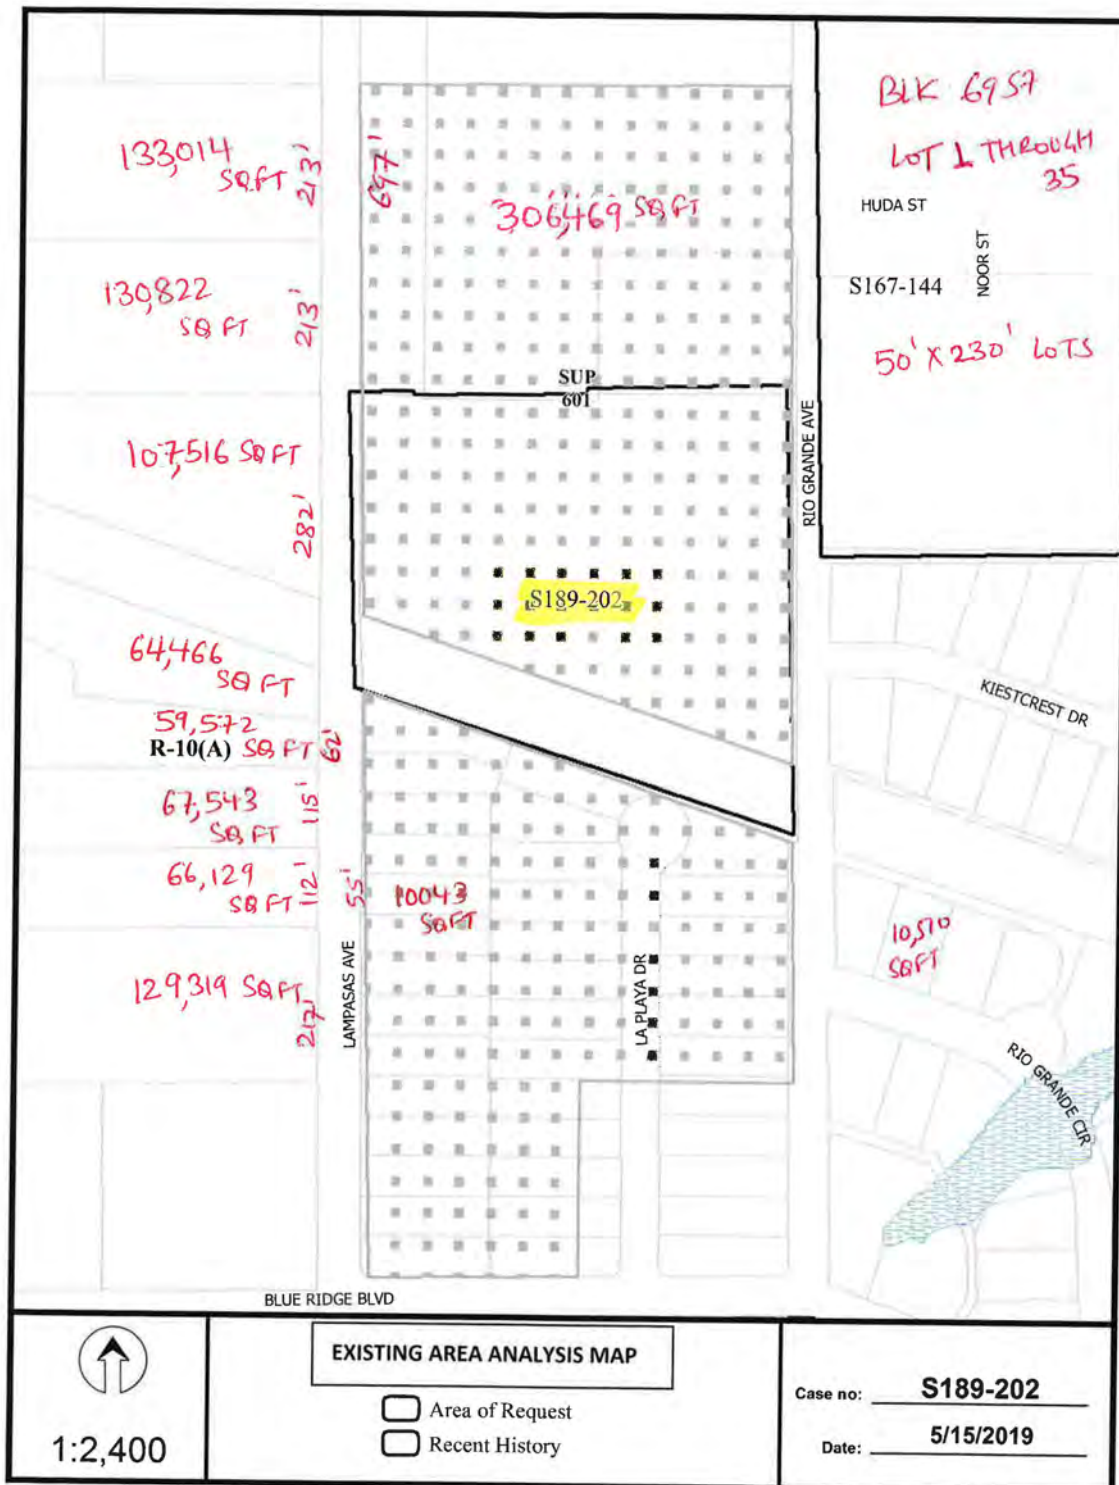 BLK 6957
LOT 1 THROUGH
35
HUDA ST
NOOR ST
S167-144
50' X 230' LOTS
133,014
SQ.FT
213'
697'
306,469 SQ FT
130,822
SQ FT
213'
SUP
601
RIO GRANDE AVE
107,516 SQ FT
282'
S189-202
64,466
SQ FT
KIESTCREST DR
59,572
R-10(A) SQ FT
62'
67,543
SQ FT
115'
66,129
SQ FT
112'
55'
10043
SQFT
10,570
SQFT
129,319 SQ FT
217'
LAMPASAS AVE
LA PLAYA DR
RIO GRANDE CIR
BLUE RIDGE BLVD
1:2,400
EXISTING AREA ANALYSIS MAP
Area of Request
Recent History
Case no: S189-202
Date: 5/15/2019